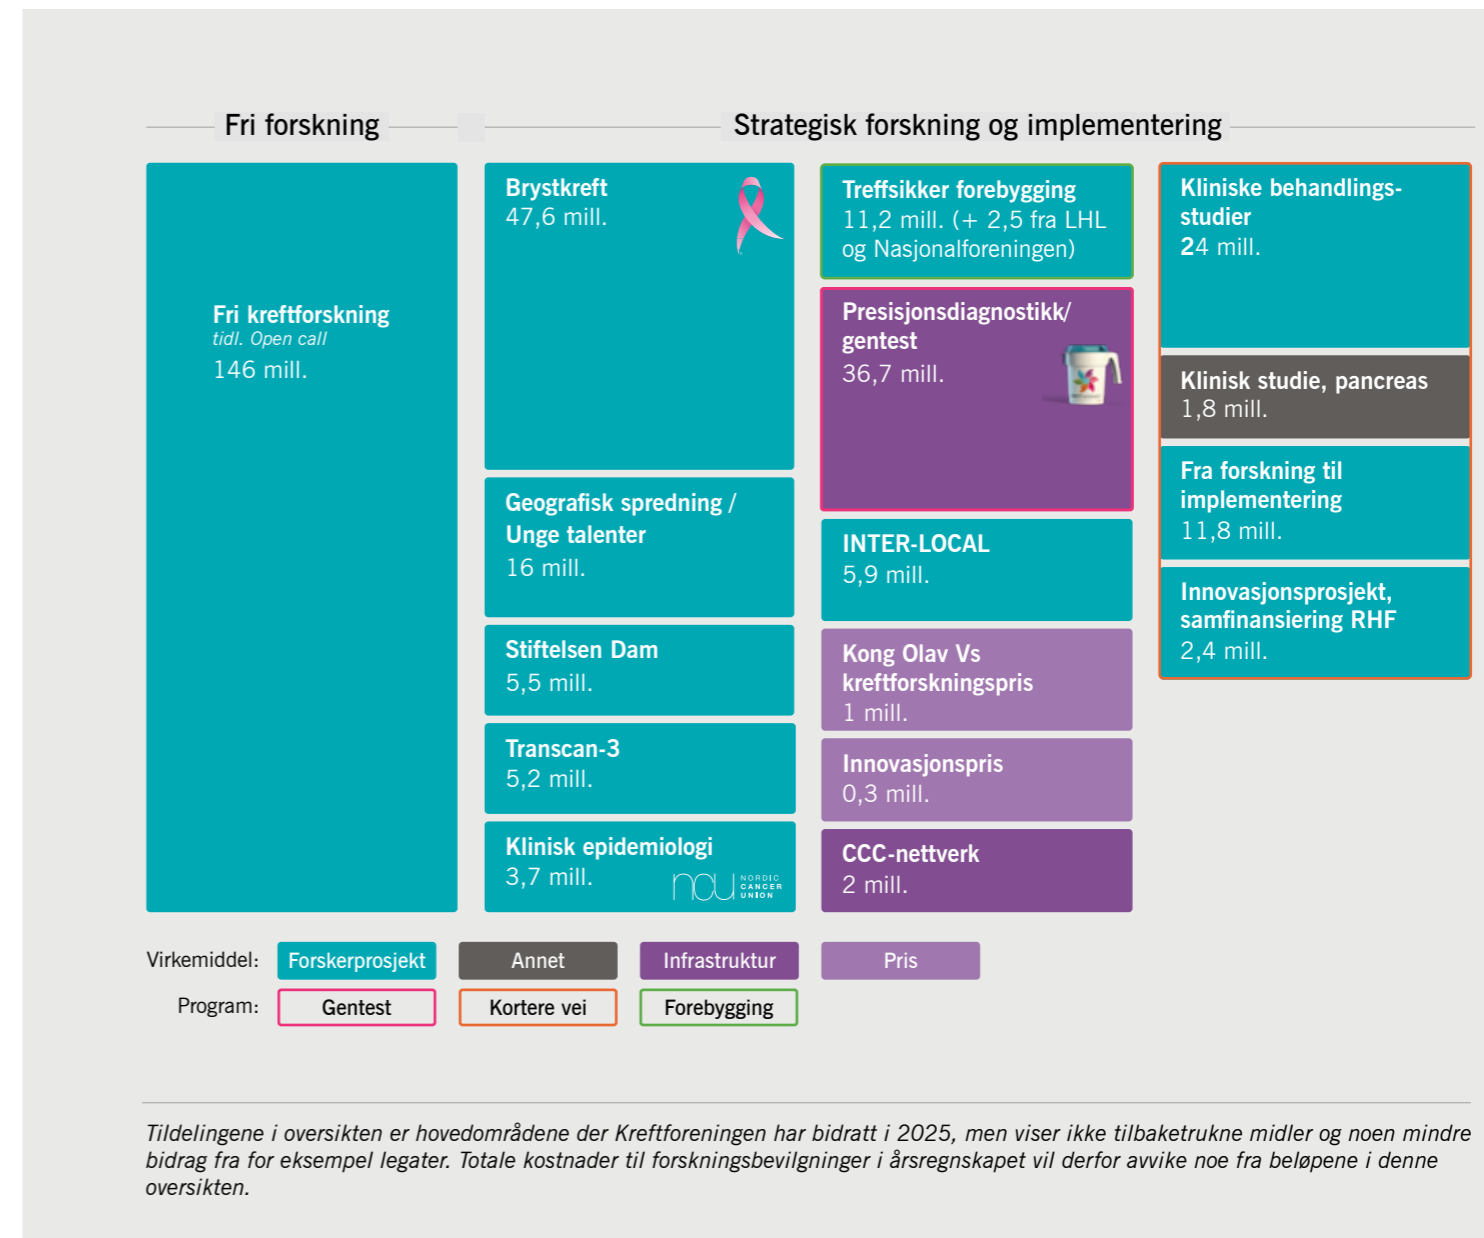 Fri forskning
Strategisk forskning og implementering
Fri kreftforskning
tidl. Open call
146 mill.
Brystkreft
47,6 mill.
Geografisk spredning /
Unge talenter
16 mill.
Stiftelsen Dam
5,5 mill.
Transcan-3
5,2 mill.
Klinisk epidemiologi
3,7 mill.
ncu NORDIC
CANCER
UNION
Treffsikker forebygging
11,2 mill. (+ 2,5 fra LHL
og Nasjonalforeningen)
Presisjonsdiagnostikk/
gentest
36,7 mill.
INTER-LOCAL
5,9 mill.
Kong Olav Vs
kreftforskningspris
1 mill.
Innovasjonspris
0,3 mill.
CCC-nettverk
2 mill.
Kliniske behandlings-
studier
24 mill.
Klinisk studie, pancreas
1,8 mill.
Fra forskning til
implementering
11,8 mill.
Innovasjonsprosjekt,
samfinansiering RHF
2,4 mill.
Virkemiddel: Forskerprosjekt Annet Infrastruktur Pris
Program: Gentest Kortere vei Forebygging
Tildelingene i oversikten er hovedområdene der Kreftforeningen har bidratt i 2025, men viser ikke tilbaketrukne midler og noen mindre
bidrag fra for eksempel legater. Totale kostnader til forskningsbevilgninger i årsregnskapet vil derfor avvike noe fra beløpene i denne
oversikten.